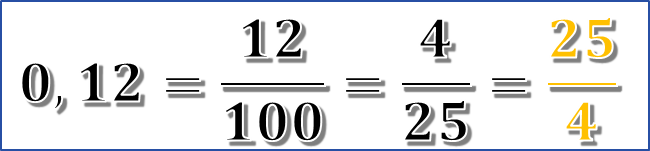 0,12 = 12/100 = 4/25 = 25/4